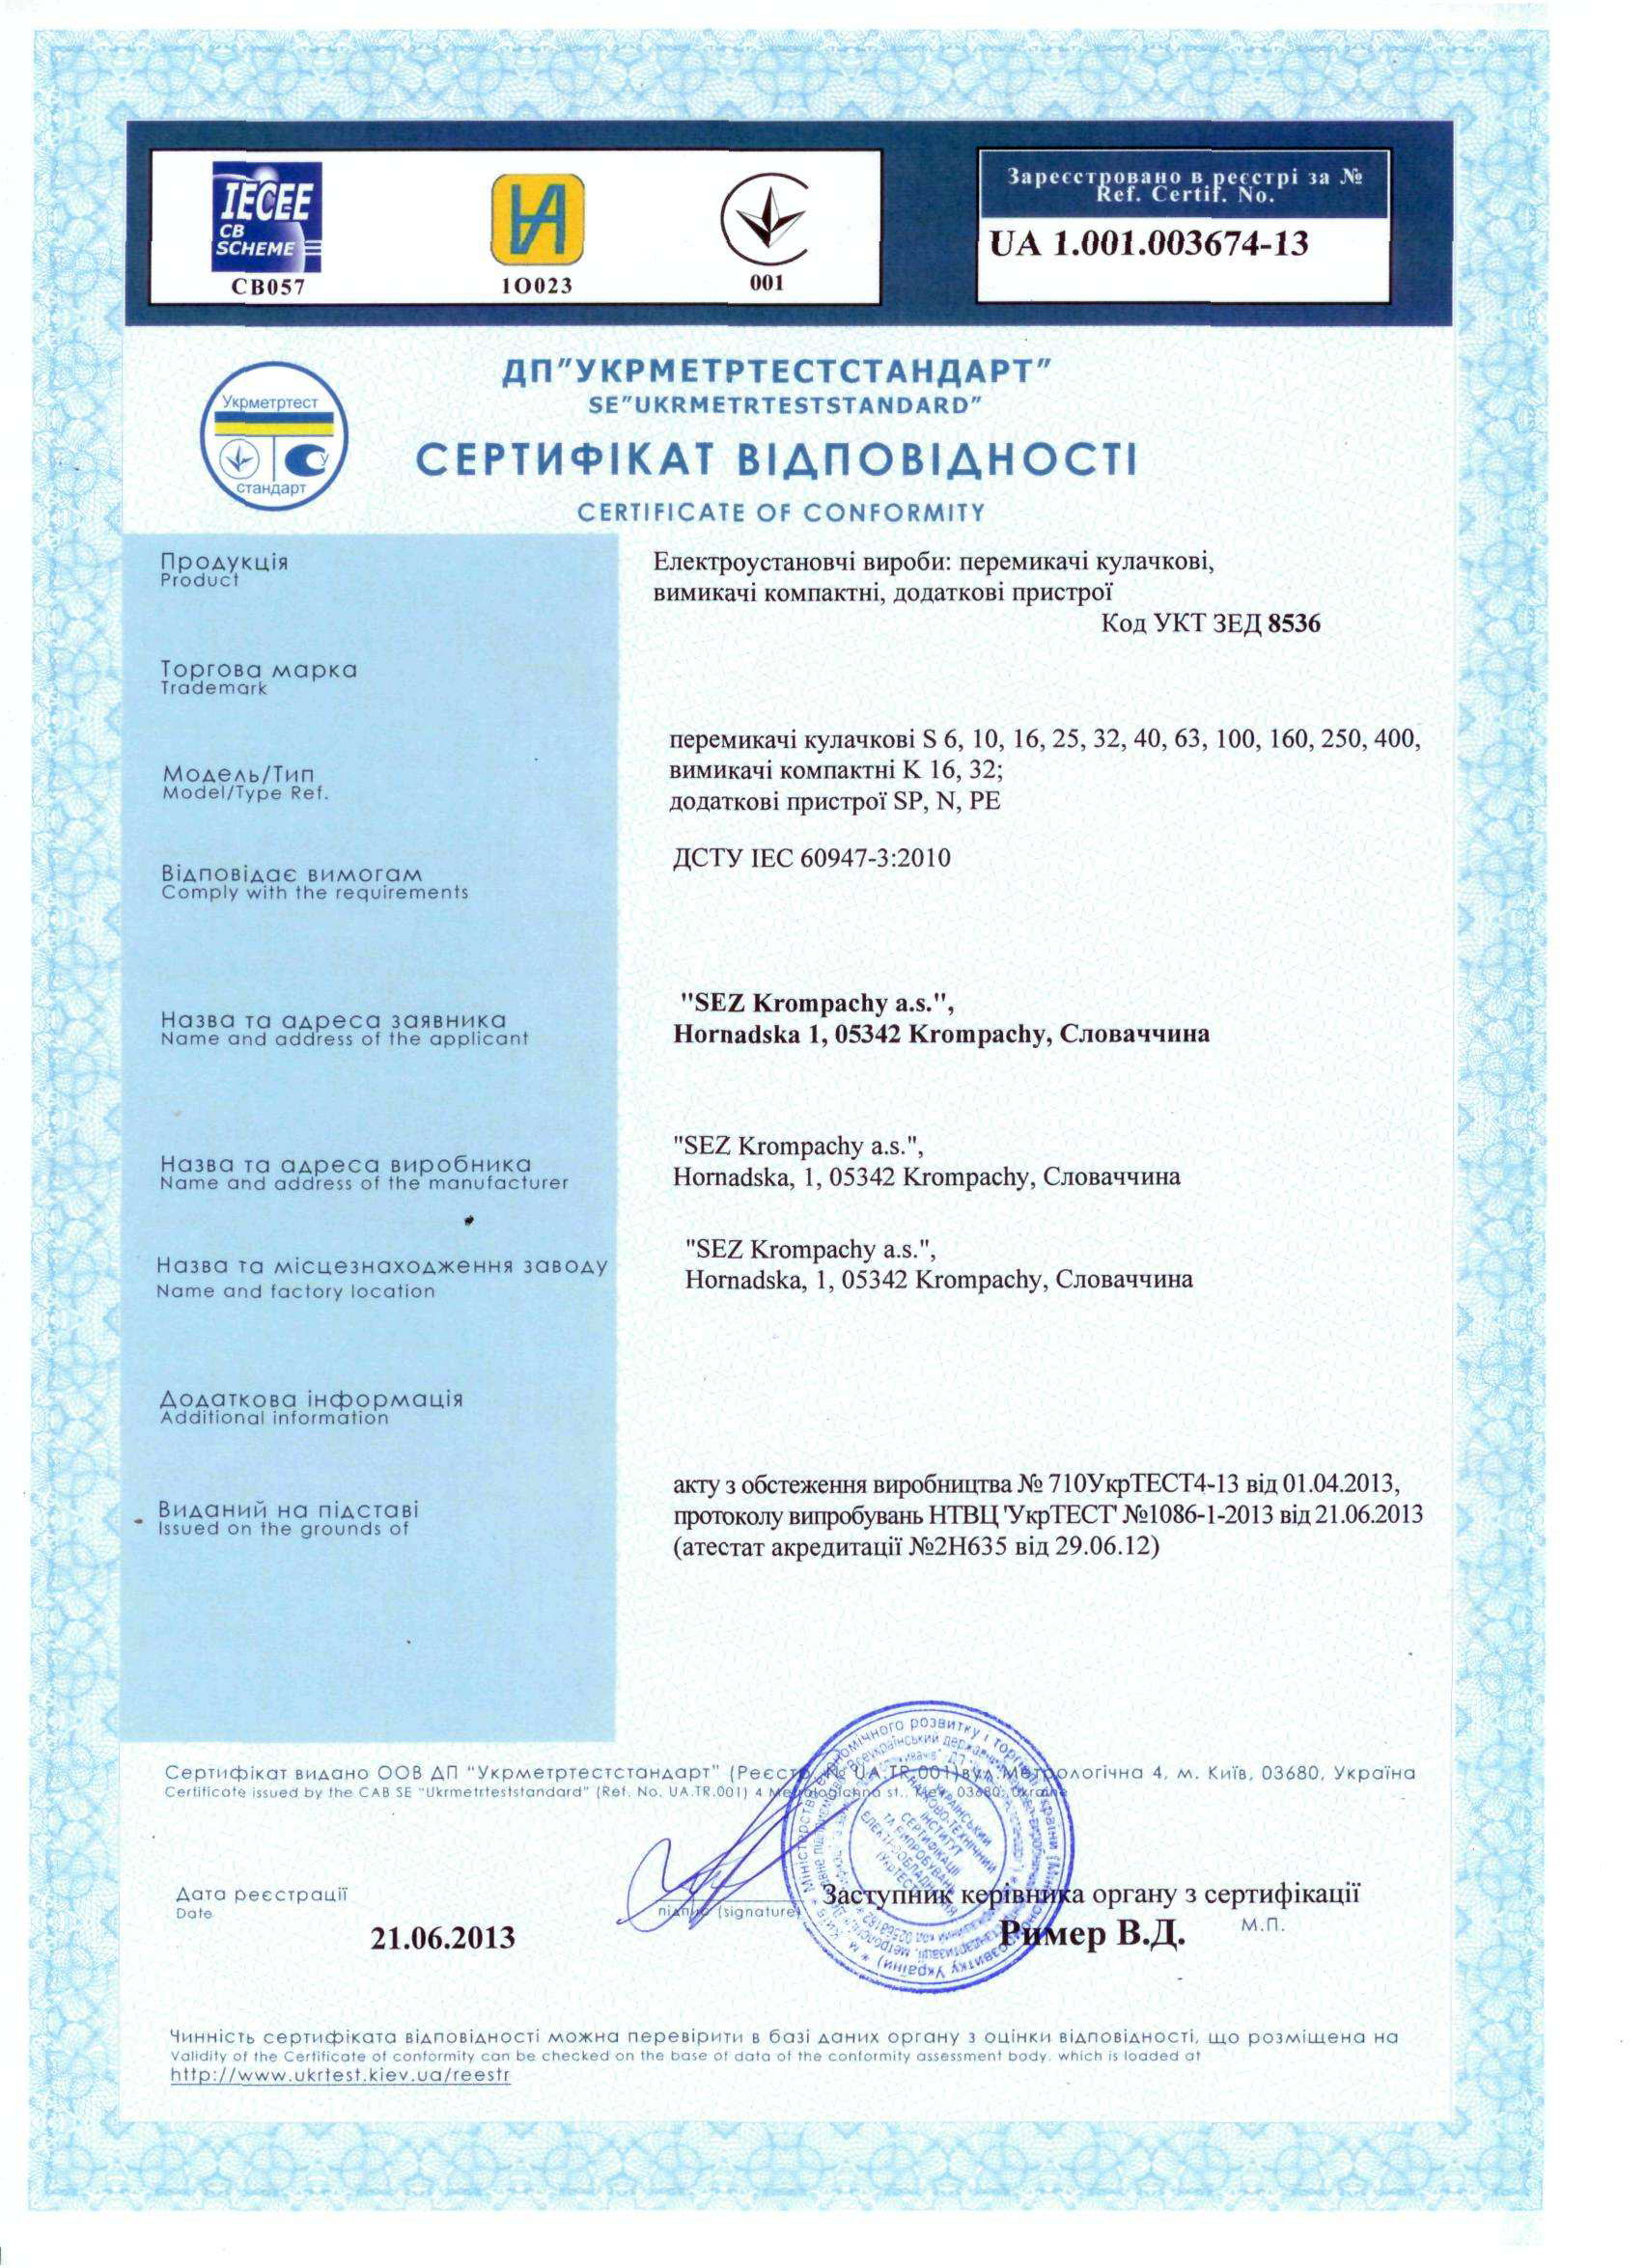 IECEE
CB
SCHEME
CB057
1О023
001
Зареєстровано в реєстрі за №
Ref. Certif. No.
UA 1.001.003674-13
Укрметртест
стандарт
ДП"УКРМЕТРТЕСТСТАНДАРТ"
SE"UKRMETRTESTSTANDARD"
СЕРТИФІКАТ ВІДПОВІДНОСТІ
CERTIFICATE OF CONFORMITY
Продукція
Product
Електроустановчі вироби: перемикачі кулачкові,
вимикачі компактні, додаткові пристрої
Код УКТ ЗЕД 8536
Торгова марка
Trademark
перемикачі кулачкові S 6, 10, 16, 25, 32, 40, 63, 100, 160, 250, 400,
вимикачі компактні K 16, 32;
додаткові пристрої SP, N, PE
Модель/Тип
Model/Type Ref.
ДСТУ IEC 60947-3:2010
Відповідає вимогам
Comply with the requirements
"SEZ Krompachy a.s.",
Hornadska 1, 05342 Krompachy, Словаччина
Назва та адреса заявника
Name and address of the applicant
"SEZ Krompachy a.s.",
Hornadska, 1, 05342 Krompachy, Словаччина
Назва та адреса виробника
Name and address of the manufacturer
"SEZ Krompachy a.s.",
Hornadska, 1, 05342 Krompachy, Словаччина
Назва та місцезнаходження заводу
Name and factory location
Додаткова інформація
Additional information
акту з обстеження виробництва № 710УкрТЕСТ4-13 від 01.04.2013,
протоколу випробувань НТВЦ 'УкрТЕСТ' №1086-1-2013 від 21.06.2013
(атестат акредитації №2Н635 від 29.06.12)
Виданий на підставі
Issued on the grounds of
Сертифікат видано ООВ ДП "Укрметртестстандарт" (Реєстр. № UA.TR.001) вул.Метрологічна 4, м. Київ, 03680, Україна
Certificate issued by the CAB SE "Ukrmetrteststandard" (Ref. No. UA.TR.001) 4 Metrologichna st., Kiev, 03680, Ukraine
УКРАЇНСЬКИЙ
НАУКОВО-ТЕХНІЧНИЙ
ІНСТИТУТ
СЕРТИФІКАЦІЇ
ТА ВИПРОБУВАНЬ
ЕЛЕКТРООБЛАДНАННЯ
Дата реєстрації
Date
21.06.2013
підпис (signature)
Заступник керівника органу з сертифікації
Ример В.Д.
М.П.
Чинність сертифіката відповідності можна перевірити в базі даних органу з оцінки відповідності, що розміщена на
Validity of the Certificate of conformity can be checked on the base of data of the conformity assessment body. which is loaded at
http://www.ukrtest.kiev.ua/reestr